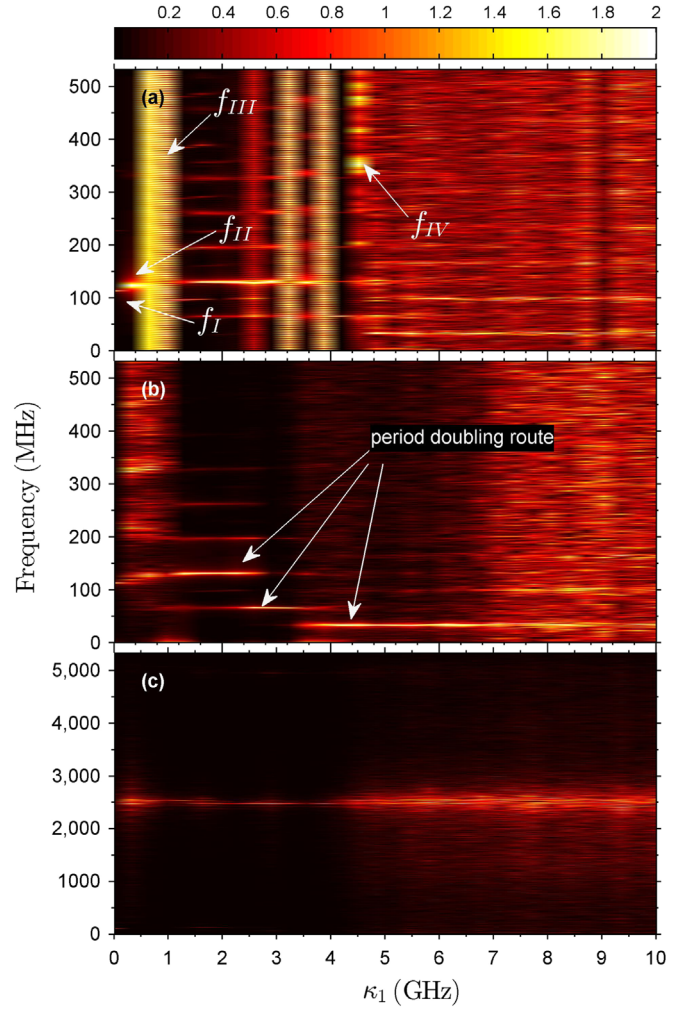 0.2 0.4 0.6 0.8 1 1.2 1.4 1.6 1.8 2
(a)
500
400
300
200
100
0
f_III
f_II
f_I
f_IV
(b)
500
400
300
200
100
0
period doubling route
Frequency (MHz)
(c)
5,000
4,000
3,000
2,000
1000
0
0 1 2 3 4 5 6 7 8 9 10
κ₁ (GHz)